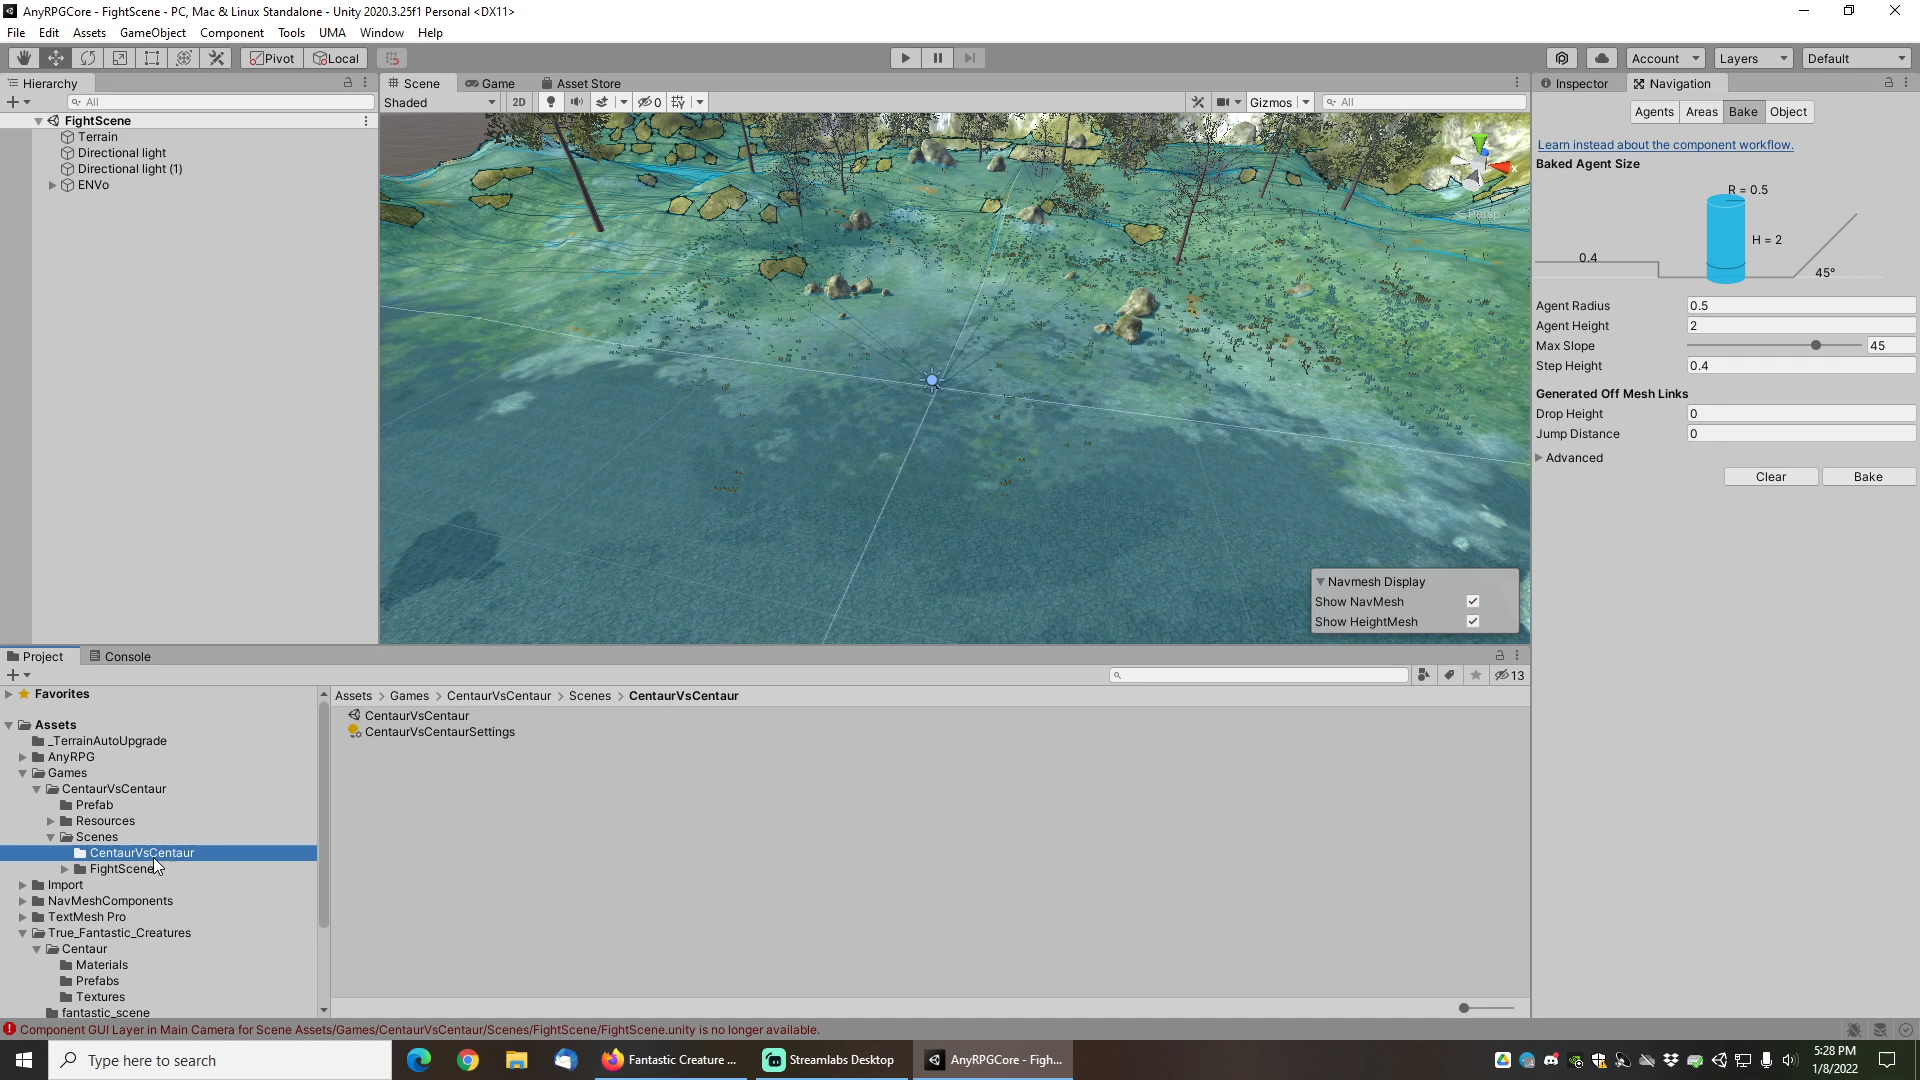 AnyRPGCore - FightScene - PC, Mac & Linux Standalone - Unity 2020.3.25f1 Personal <DX11>
File Edit Assets GameObject Component Tools UMA Window Help
Pivot Local Account Layers Default
Hierarchy
All
FightScene
Terrain
Directional light
Directional light (1)
ENVo
Scene Game Asset Store
Shaded 2D 0 Gizmos All
x
Persp
Navmesh Display
Show NavMesh
Show HeightMesh
Inspector Navigation
Agents Areas Bake Object
Learn instead about the component workflow.
Baked Agent Size
R = 0.5
H = 2
0.4
45°
Agent Radius 0.5
Agent Height 2
Max Slope 45
Step Height 0.4
Generated Off Mesh Links
Drop Height 0
Jump Distance 0
Advanced
Clear Bake
Project Console
13
Favorites
Assets
_TerrainAutoUpgrade
AnyRPG
Games
CentaurVsCentaur
Prefab
Resources
Scenes
CentaurVsCentaur
FightScene
Import
NavMeshComponents
TextMesh Pro
True_Fantastic_Creatures
Centaur
Materials
Prefabs
Textures
fantastic_scene
Assets > Games > CentaurVsCentaur > Scenes > CentaurVsCentaur
CentaurVsCentaur
CentaurVsCentaurSettings
Component GUI Layer in Main Camera for Scene Assets/Games/CentaurVsCentaur/Scenes/FightScene/FightScene.unity is no longer available.
Type here to search
Fantastic Creature ...
Streamlabs Desktop
AnyRPGCore - Figh...
5:28 PM
1/8/2022